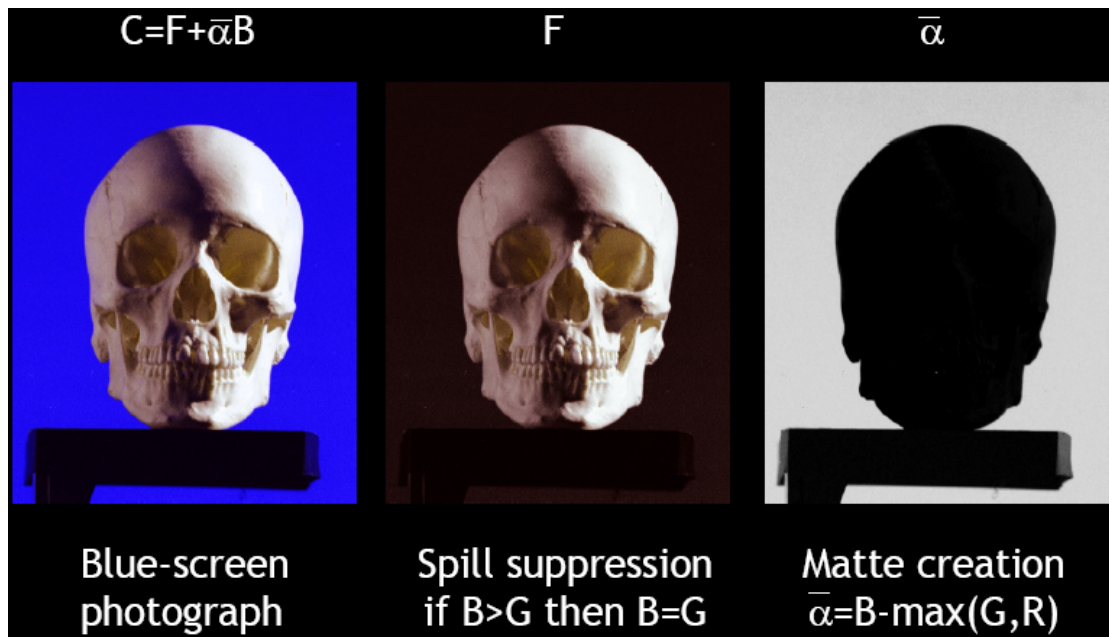 C=F+ᾱB
F
ᾱ
Blue-screen
photograph
Spill suppression
if B>G then B=G
Matte creation
ᾱ=B-max(G,R)